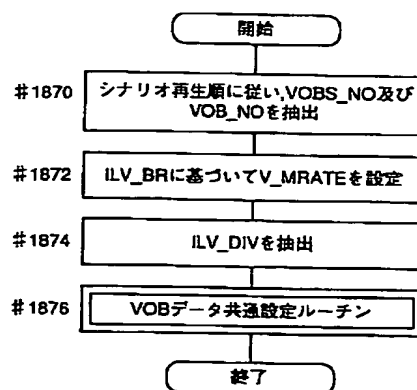 開始
#1870
シナリオ再生順に従い,VOBS_NO及び
VOB_NOを抽出
#1872
ILV_BRに基づいてV_MRATEを設定
#1874
ILV_DIVを抽出
#1876
VOBデータ共通設定ルーチン
終了